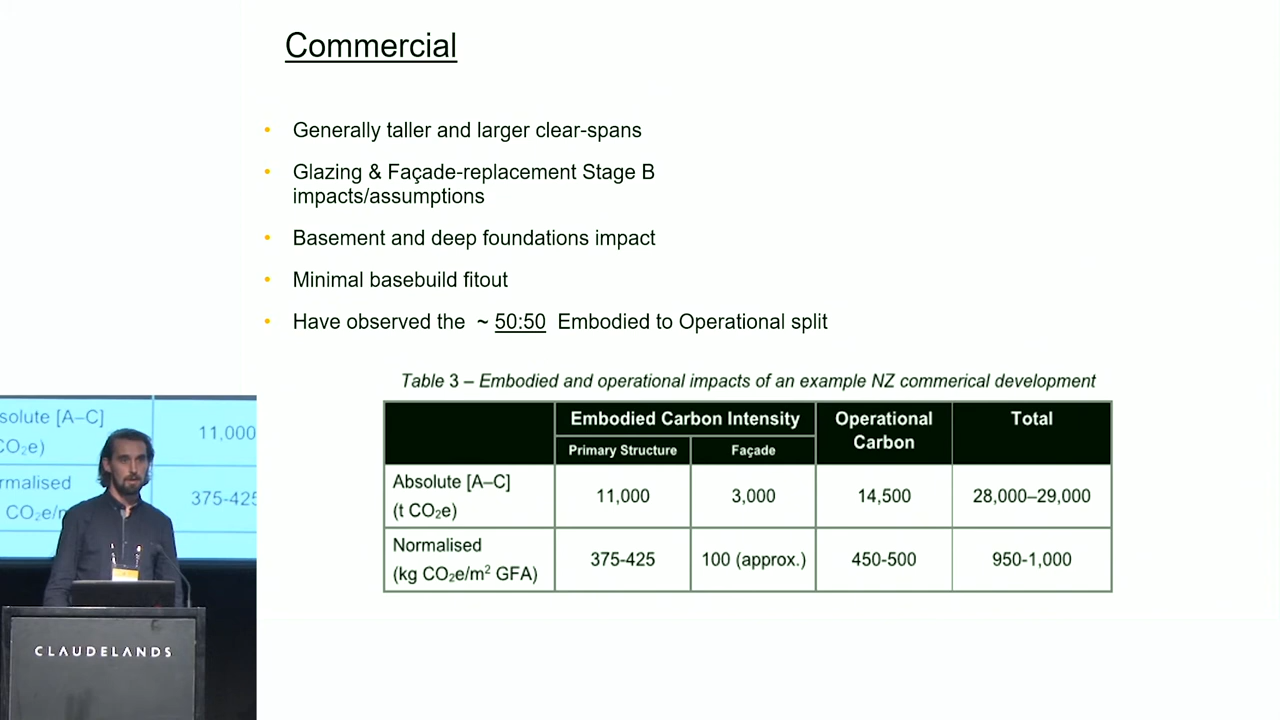 Commercial
• Generally taller and larger clear-spans
• Glazing & Façade-replacement Stage B
impacts/assumptions
• Basement and deep foundations impact
• Minimal basebuild fitout
• Have observed the ~ 50:50 Embodied to Operational split
Table 3 – Embodied and operational impacts of an example NZ commerical development
Embodied Carbon Intensity Operational Carbon Total
Primary Structure Façade
Absolute [A–C] (t CO₂e) 11,000 3,000 14,500 28,000–29,000
Normalised (kg CO₂e/m² GFA) 375-425 100 (approx.) 450-500 950-1,000
solute [A–C]
CO₂e) 11,000
rmalised
CO₂e/m 375-425
CLAUDELANDS